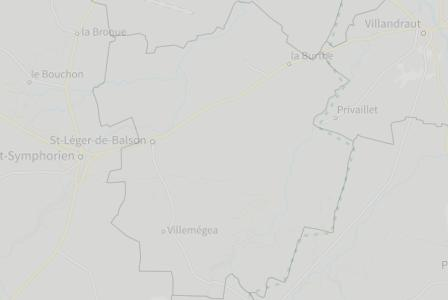 Villandraut
la Broque
la Burthe
le Bouchon
Privaillet
St-Léger-de-Balson
t-Symphorien
Villemégea
P